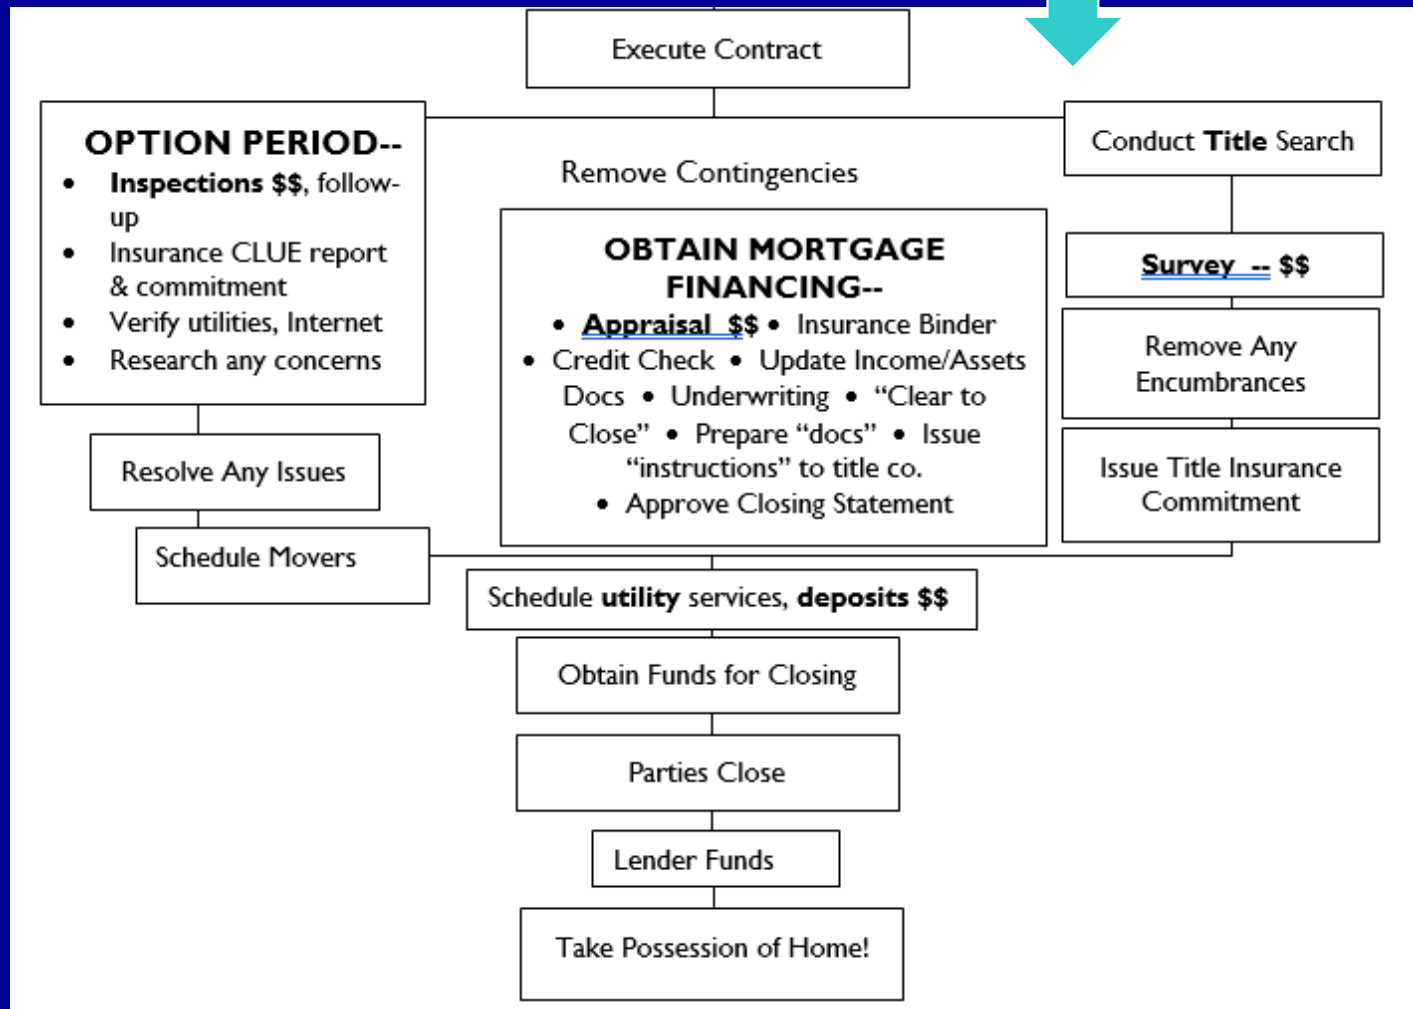 Execute Contract
OPTION PERIOD--
• Inspections $$, follow-
up
• Insurance CLUE report
& commitment
• Verify utilities, Internet
• Research any concerns
Resolve Any Issues
Schedule Movers
Remove Contingencies
OBTAIN MORTGAGE
FINANCING--
• Appraisal $$ • Insurance Binder
• Credit Check • Update Income/Assets
Docs • Underwriting • “Clear to
Close” • Prepare “docs” • Issue
“instructions” to title co.
• Approve Closing Statement
Conduct Title Search
Survey -- $$
Remove Any
Encumbrances
Issue Title Insurance
Commitment
Schedule utility services, deposits $$
Obtain Funds for Closing
Parties Close
Lender Funds
Take Possession of Home!